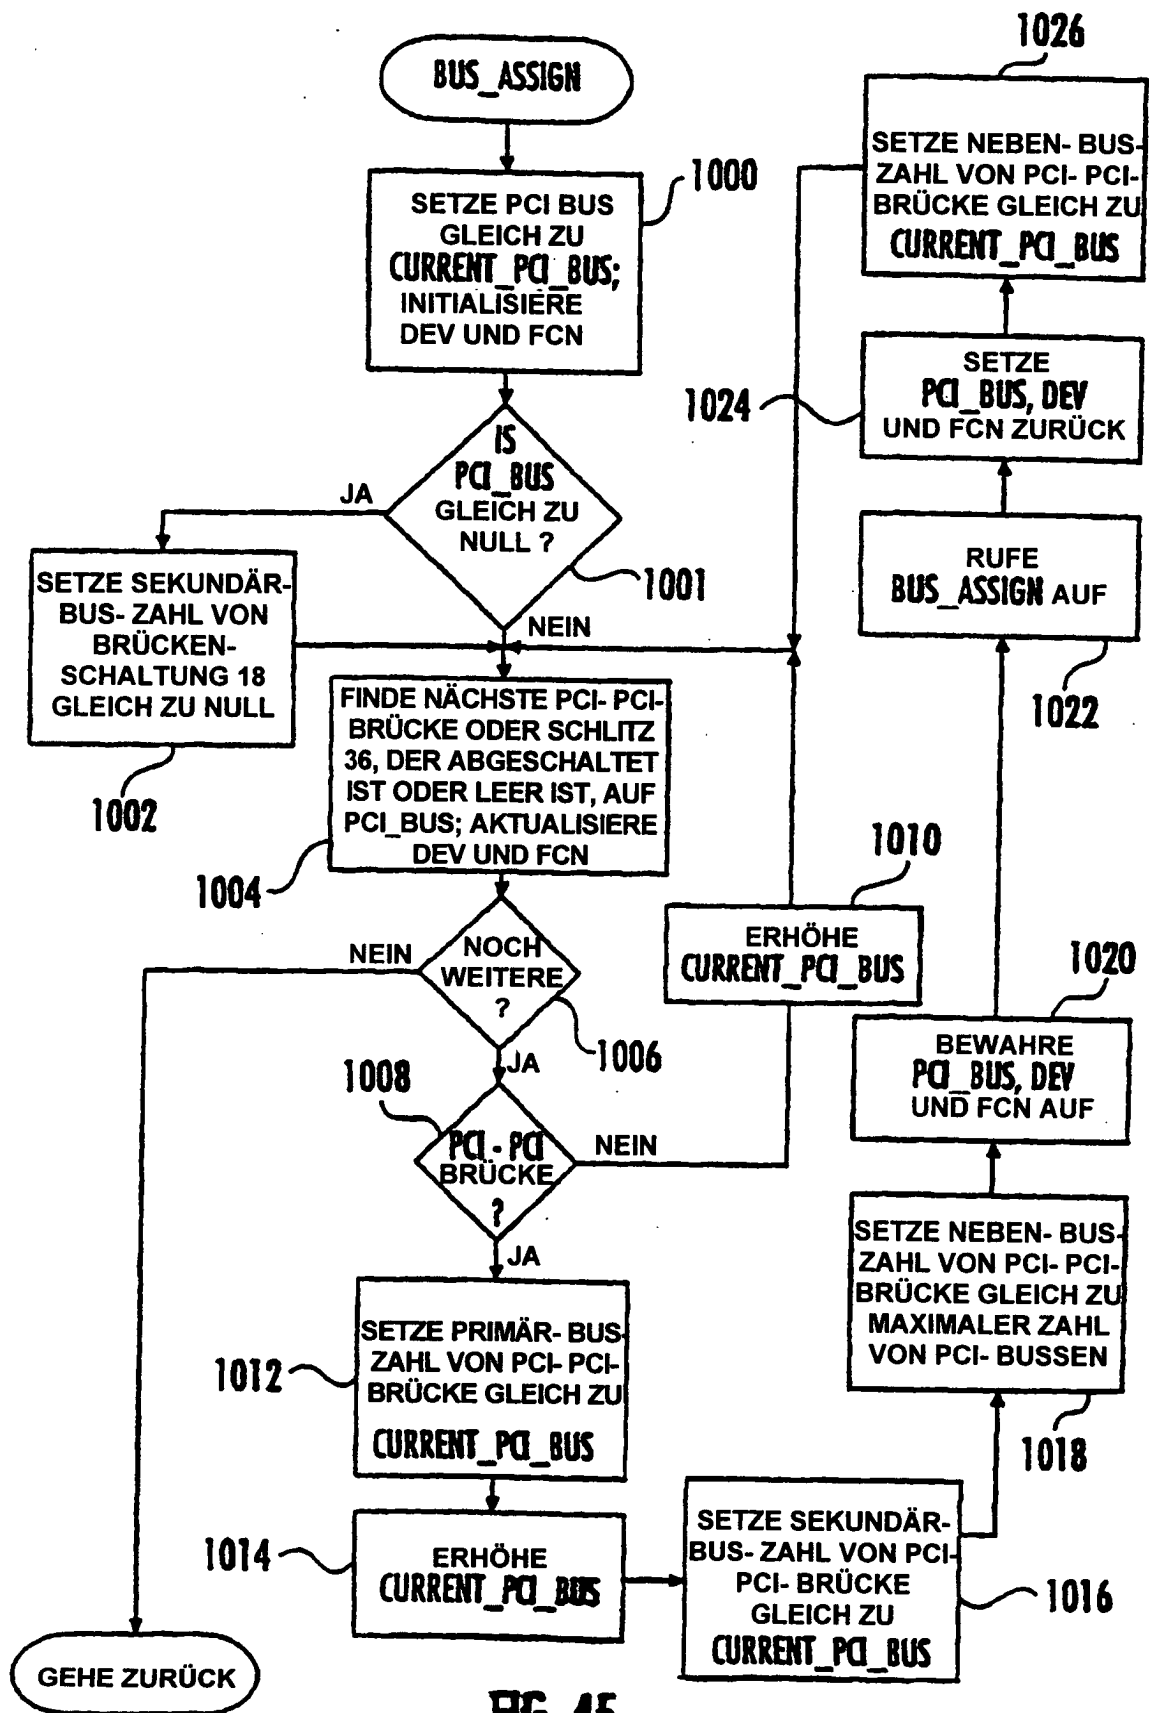 BUS_ASSIGN
1000
SETZE PCI BUS
GLEICH ZU
CURRENT_PCI_BUS;
INITIALISIERE
DEV UND FCN
IS
PCI_BUS
GLEICH ZU
NULL ?
1001
JA
NEIN
SETZE SEKUNDÄR-
BUS- ZAHL VON
BRÜCKEN-
SCHALTUNG 18
GLEICH ZU NULL
1002
FINDE NÄCHSTE PCI- PCI-
BRÜCKE ODER SCHLITZ
36, DER ABGESCHALTET
IST ODER LEER IST, AUF
PCI_BUS; AKTUALISIERE
DEV UND FCN
1004
NOCH
WEITERE
?
1006
NEIN
JA
1008
PCI - PCI
BRÜCKE
?
NEIN
JA
1010
ERHÖHE
CURRENT_PCI_BUS
1012
SETZE PRIMÄR- BUS-
ZAHL VON PCI- PCI-
BRÜCKE GLEICH ZU
CURRENT_PCI_BUS
1014
ERHÖHE
CURRENT_PCI_BUS
SETZE SEKUNDÄR-
BUS- ZAHL VON PCI-
PCI- BRÜCKE
GLEICH ZU
CURRENT_PCI_BUS
1016
SETZE NEBEN- BUS-
ZAHL VON PCI- PCI-
BRÜCKE GLEICH ZU
MAXIMALER ZAHL
VON PCI- BUSSEN
1018
1020
BEWAHRE
PCI_BUS, DEV
UND FCN AUF
RUFE
BUS_ASSIGN AUF
1022
1024
SETZE
PCI_BUS, DEV
UND FCN ZURÜCK
1026
SETZE NEBEN- BUS-
ZAHL VON PCI- PCI-
BRÜCKE GLEICH ZU
CURRENT_PCI_BUS
GEHE ZURÜCK